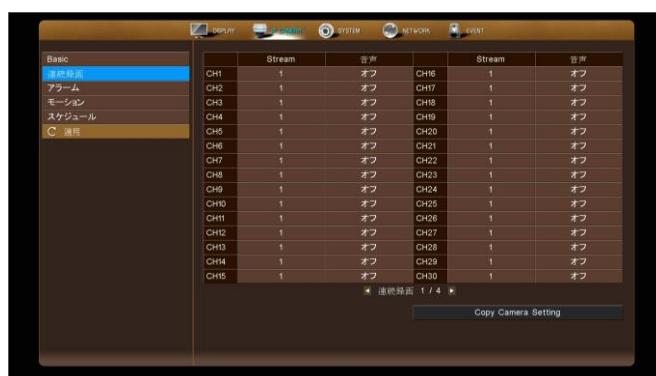 DISPLAY IP CAMERA SYSTEM NETWORK EVENT
Basic
連続録画
アラーム
モーション
スケジュール
適用
Stream 音声 Stream 音声
CH1 1 オフ CH16 1 オフ
CH2 1 オフ CH17 1 オフ
CH3 1 オフ CH18 1 オフ
CH4 1 オフ CH19 1 オフ
CH5 1 オフ CH20 1 オフ
CH6 1 オフ CH21 1 オフ
CH7 1 オフ CH22 1 オフ
CH8 1 オフ CH23 1 オフ
CH9 1 オフ CH24 1 オフ
CH10 1 オフ CH25 1 オフ
CH11 1 オフ CH26 1 オフ
CH12 1 オフ CH27 1 オフ
CH13 1 オフ CH28 1 オフ
CH14 1 オフ CH29 1 オフ
CH15 1 オフ CH30 1 オフ
連続録画 1 / 4
Copy Camera Setting